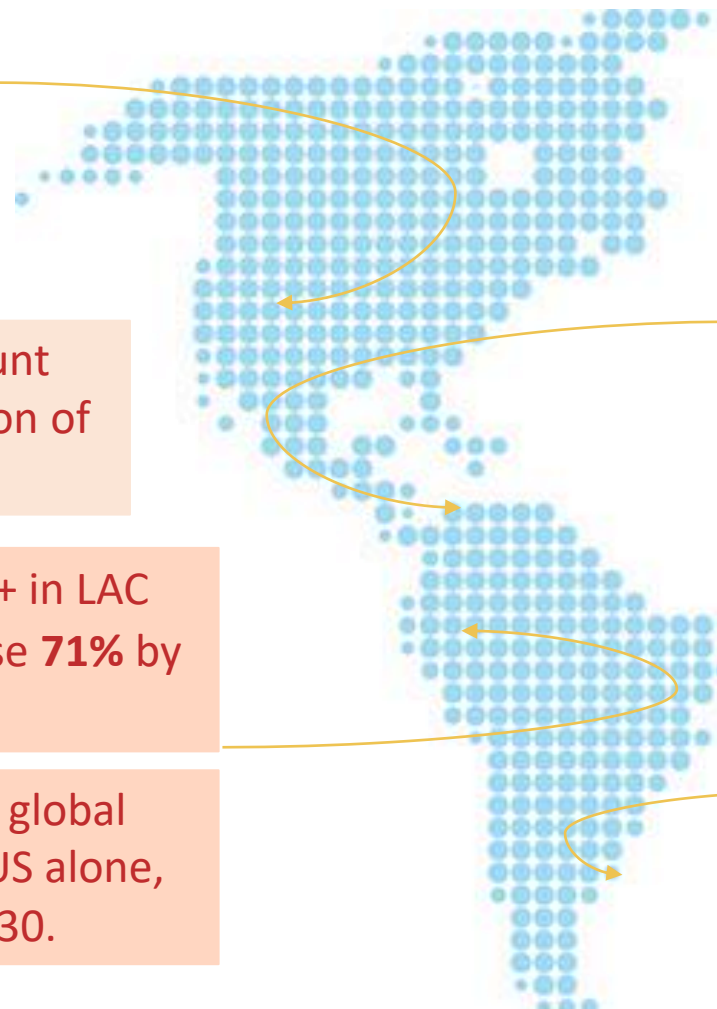 unt
on of
+ in LAC
se 71% by
global
US alone,
30.